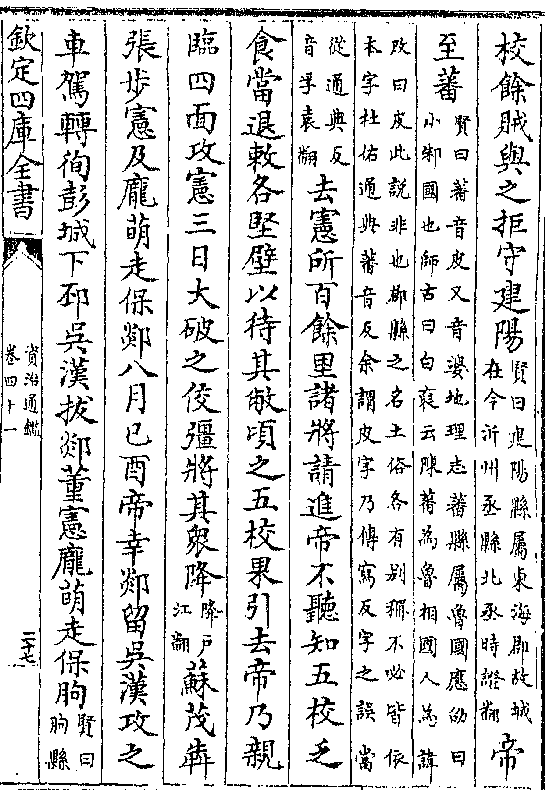 校餘賊與之拒守建陽賢曰建陽縣屬東海郡故城在今沂州丞縣北丞時證翻帝
至蕃賢曰蕃音皮又音婆地理志蕃縣屬魯國應劭曰小邾國也師古曰白裒云陳蕃為魯相國人為諱
改曰皮此說非也郡縣之名土俗各有别稱不必皆依本字杜佑通典蕃音反余謂皮字乃傳寫反字之誤當
從通典反音孚袁翻去憲所百餘里諸將請進帝不聽知五校乏
食當退敕各堅壁以待其敝頃之五校果引去帝乃親
臨四面攻憲三日大破之佼彊將其衆降降户江翻蘇茂犇
張步憲及龎萌走保郯八月己酉帝幸郯留吳漢攻之
車駕轉徇彭城下邳吳漢拔郯董憲龎萌走保朐賢曰朐縣
欽定四庫全書
資治通鑑
卷四十一
二十七